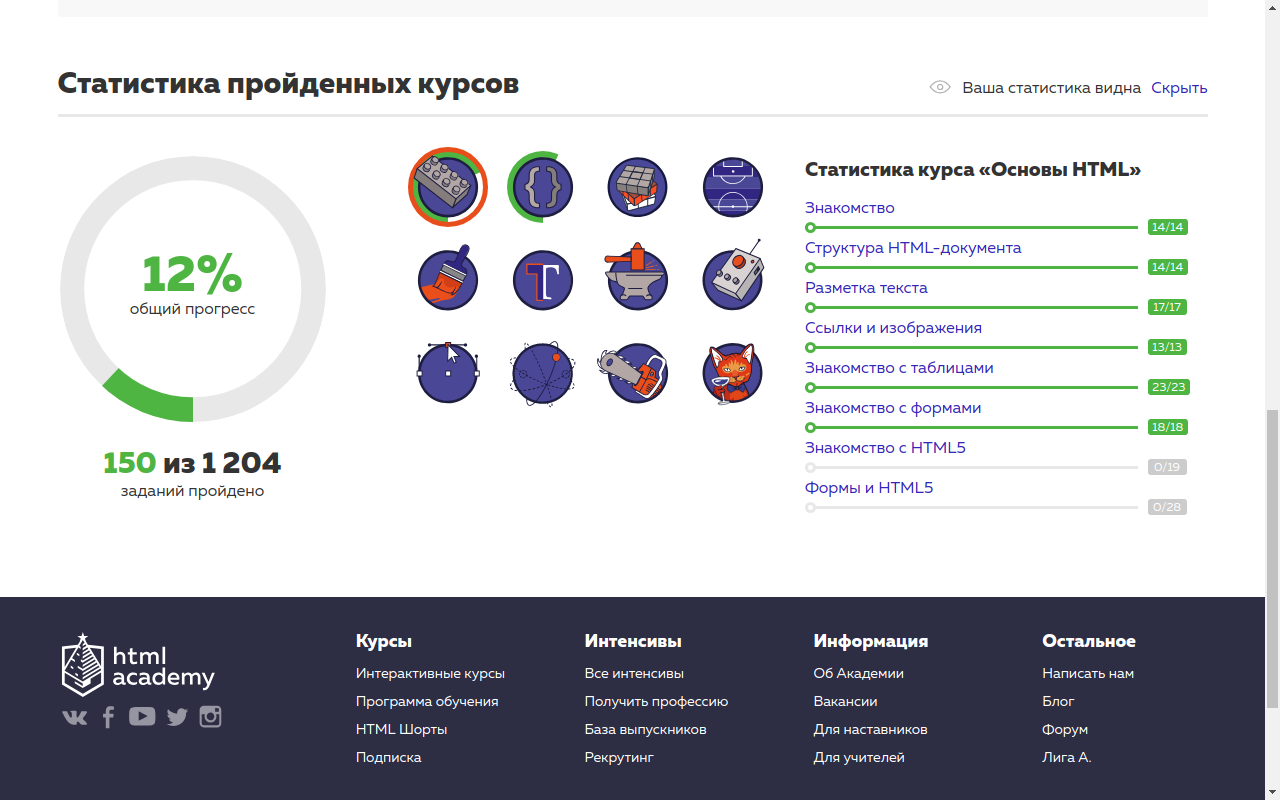 Статистика пройденных курсов
Ваша статистика видна Скрыть
12%
общий прогресс
150 из 1 204
заданий пройдено
Статистика курса «Основы HTML»
Знакомство
14/14
Структура HTML-документа
14/14
Разметка текста
17/17
Ссылки и изображения
13/13
Знакомство с таблицами
23/23
Знакомство с формами
18/18
Знакомство с HTML5
0/19
Формы и HTML5
0/28
html
academy
Курсы
Интерактивные курсы
Программа обучения
HTML Шорты
Подписка
Интенсивы
Все интенсивы
Получить профессию
База выпускников
Рекрутинг
Информация
Об Академии
Вакансии
Для наставников
Для учителей
Остальное
Написать нам
Блог
Форум
Лига А.